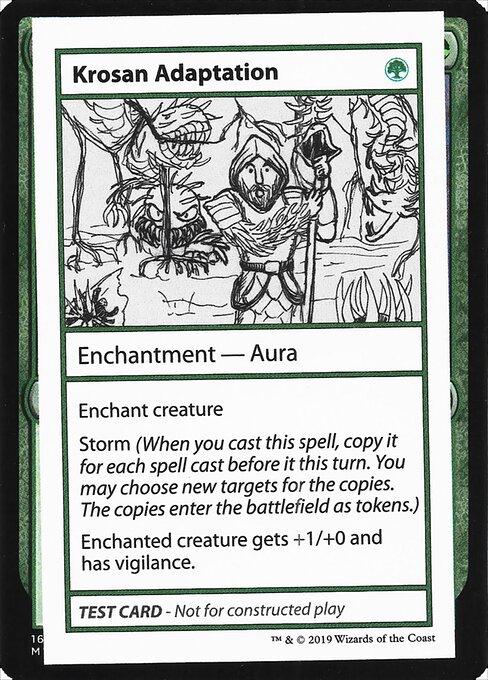 Krosan Adaptation
Enchantment — Aura
Enchant creature
Storm (When you cast this spell, copy it
for each spell cast before it this turn. You
may choose new targets for the copies.
The copies enter the battlefield as tokens.)
Enchanted creature gets +1/+0 and
has vigilance.
TEST CARD - Not for constructed play
16
M
™ & © 2019 Wizards of the Coast